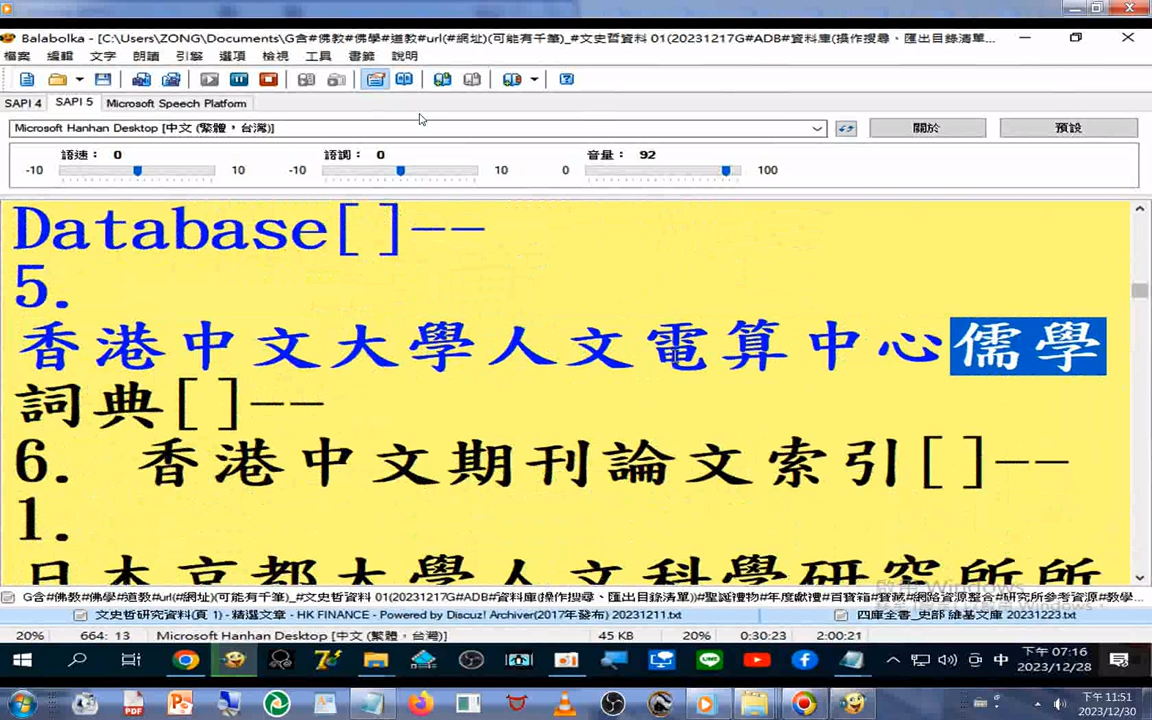 Balabolka - [C:\Users\ZONG\Documents\G含#佛教#佛學#道教#url(#網址)(可能有千筆)_#文史哲資料 01(20231217G#ADB#資料庫(操作搜尋、匯出目錄清單...
檔案 編輯 文字 朗讀 引擎 選項 檢視 工具 書籤 說明
SAPI 4 SAPI 5 Microsoft Speech Platform
Microsoft Hanhan Desktop [中文 (繁體，台灣)] 關於 預設
語速： 0 語調： 0 音量： 92
-10 10 -10 10 0 100
Database[]--
5.
香港中文大學人文電算中心儒學
詞典[]--
6. 香港中文期刊論文索引[]--
1.
日本京都大學人文科學研究所所
G含#佛教#佛學#道教#url(#網址)(可能有千筆)_#文史哲資料 01(20231217G#ADB#資料庫(操作搜尋、匯出目錄清單))#聖誕禮物#年度獻禮#百寶箱#寶藏#網路資源整合#研究所參考資源#教學...
文史哲研究資料(頁 1) - 精選文章 - HK FINANCE - Powered by Discuz! Archiver(2017年發布) 20231211.txt 四庫全書_史部 維基文庫 20231223.txt
20% 664: 13 Microsoft Hanhan Desktop [中文 (繁體，台灣)] 45 KB 20% 0:30:23 2:00:21
中 下午 07:16
2023/12/28
下午 11:51
2023/12/30